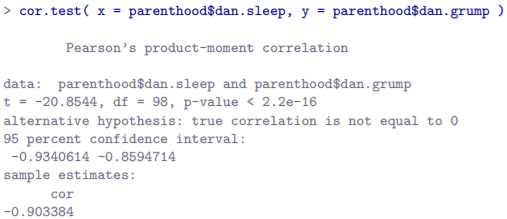 > cor.test( x = parenthood$dan.sleep, y = parenthood$dan.grump )
Pearson's product-moment correlation
data: parenthood$dan.sleep and parenthood$dan.grump
t = -20.8544, df = 98, p-value < 2.2e-16
alternative hypothesis: true correlation is not equal to 0
95 percent confidence interval:
-0.9340614 -0.8594714
sample estimates:
cor
-0.903384